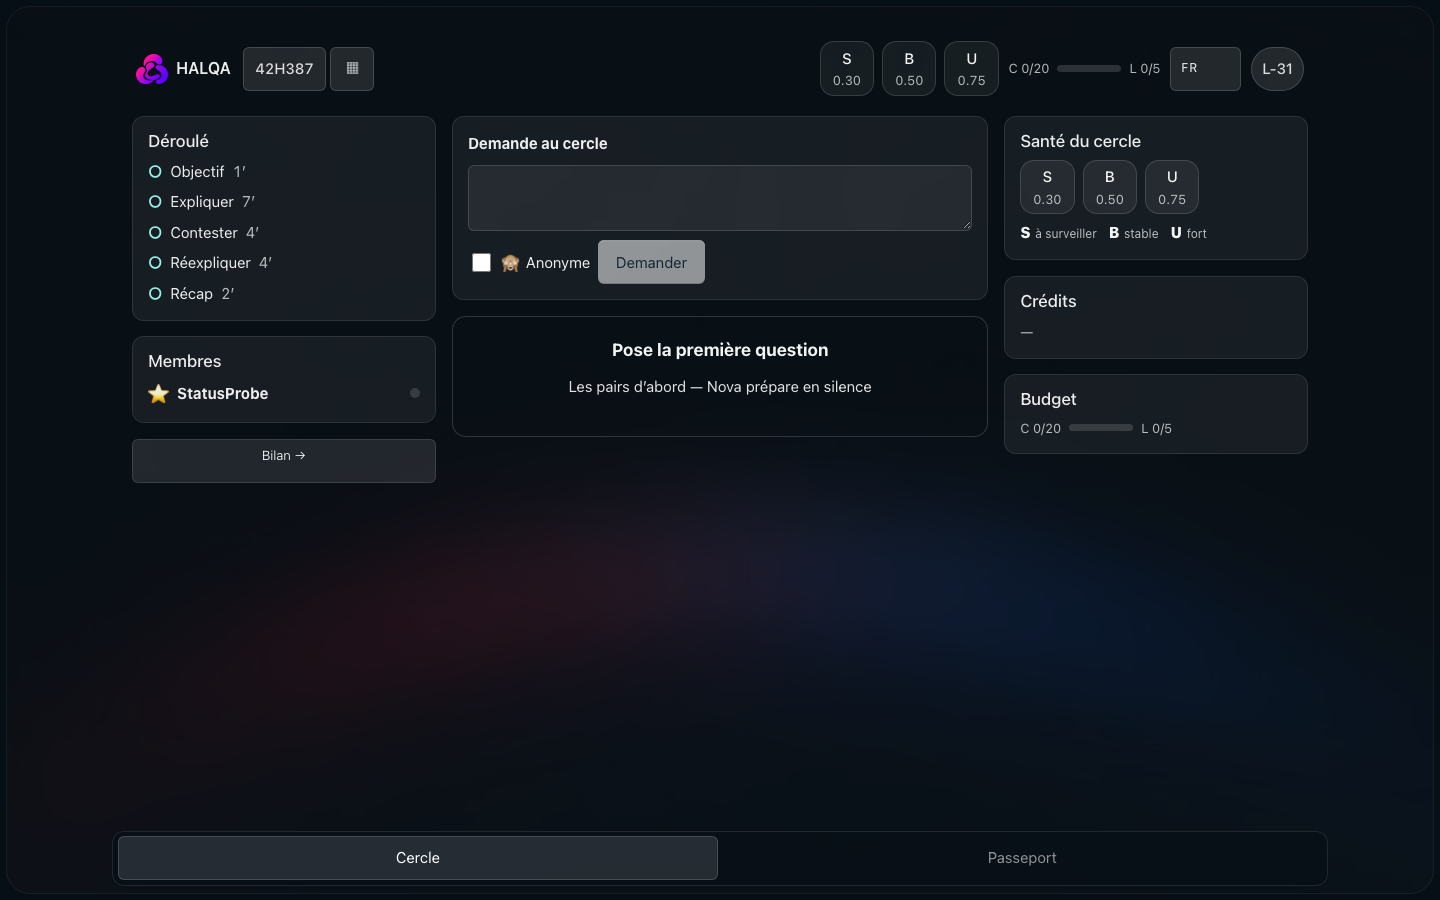 HALQA
42H387
S
0.30
B
0.50
U
0.75
C 0/20
L 0/5
FR
L-31
Déroulé
Objectif 1′
Expliquer 7′
Contester 4′
Réexpliquer 4′
Récap 2′
Membres
StatusProbe
Bilan →
Demande au cercle
Anonyme
Demander
Pose la première question
Les pairs d’abord — Nova prépare en silence
Santé du cercle
S
0.30
B
0.50
U
0.75
S à surveiller B stable U fort
Crédits
—
Budget
C 0/20 L 0/5
Cercle
Passeport